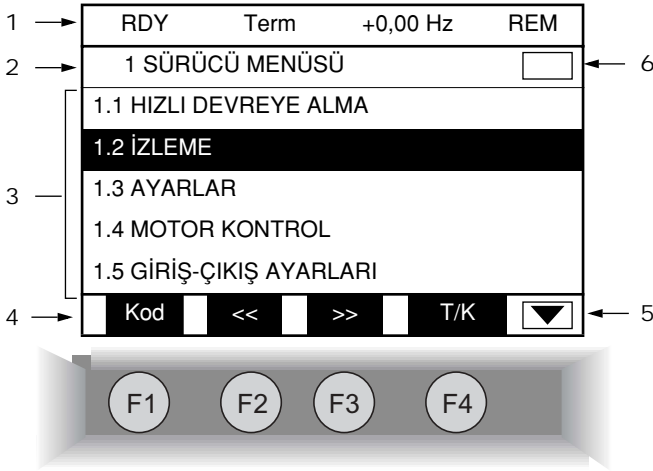 1 RDY Term +0,00 Hz REM
2 1 SÜRÜCÜ MENÜSÜ 6
1.1 HIZLI DEVREYE ALMA
1.2 İZLEME
3 1.3 AYARLAR
1.4 MOTOR KONTROL
1.5 GİRİŞ-ÇIKIŞ AYARLARI
4 Kod << >> T/K 5
F1 F2 F3 F4